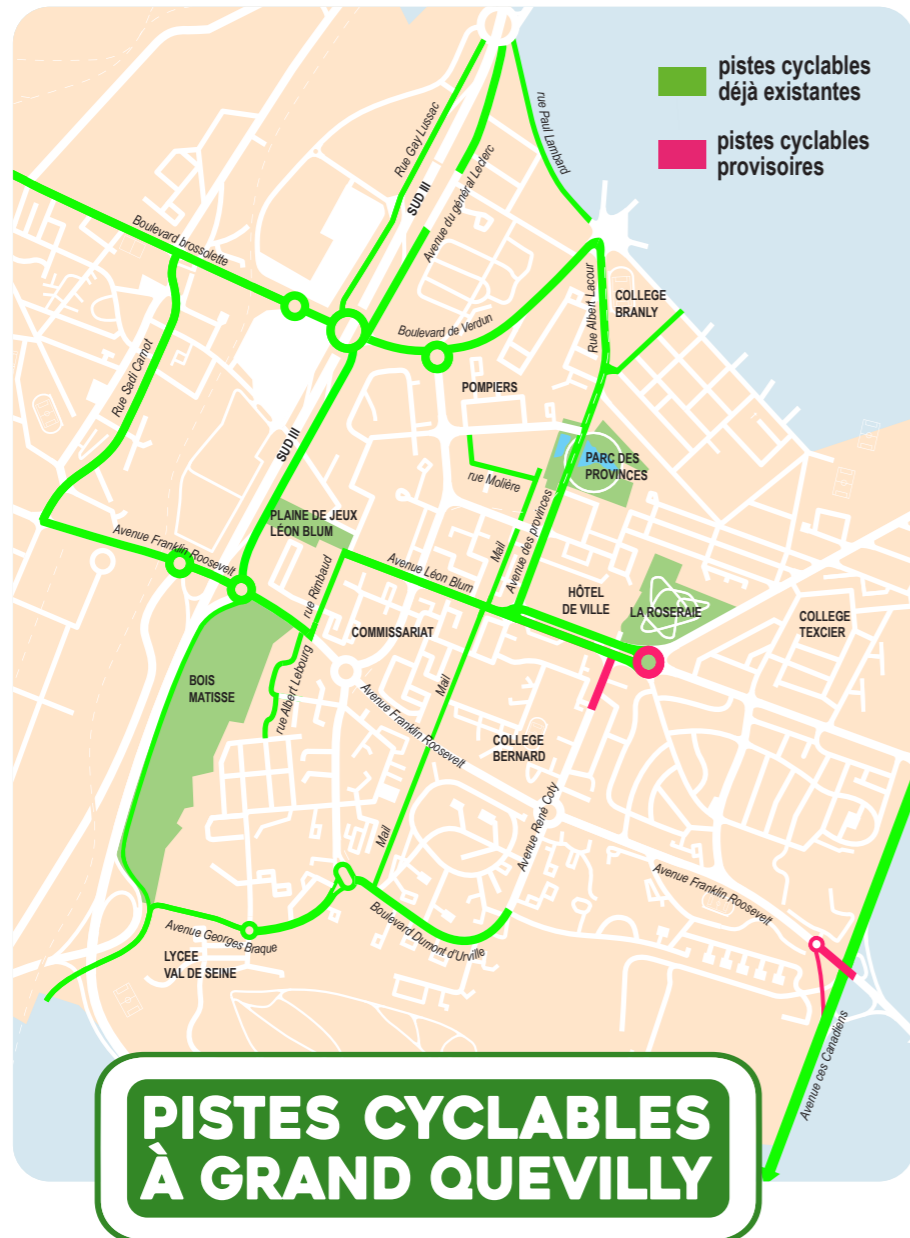 pistes cyclables
déjà existantes
pistes cyclables
provisoires
rue Paul Lambard
Rue Gay Lussac
SUD III
Avenue du général Leclerc
Boulevard brossolette
Boulevard de Verdun
Rue Albert Lacour
COLLEGE
BRANLY
Rue Sadi Carnot
POMPIERS
SUD III
PARC DES
PROVINCES
rue Molière
PLAINE DE JEUX
LÉON BLUM
Avenue Franklin Roosevelt
Avenue Léon Blum
Mail
Avenue des provinces
rue Rimbaud
HÔTEL
DE VILLE
LA ROSERAIE
COLLEGE
TEXCIER
COMMISSARIAT
BOIS
MATISSE
rue Albert Lebourg
Mail
Avenue Franklin Roosevelt
COLLEGE
BERNARD
Avenue René Coty
Mail
Avenue Franklin Roosevelt
Avenue Georges Braque
Boulevard Dumont d'Urville
LYCEE
VAL DE SEINE
Avenue ces Canadiens
PISTES CYCLABLES
À GRAND QUEVILLY